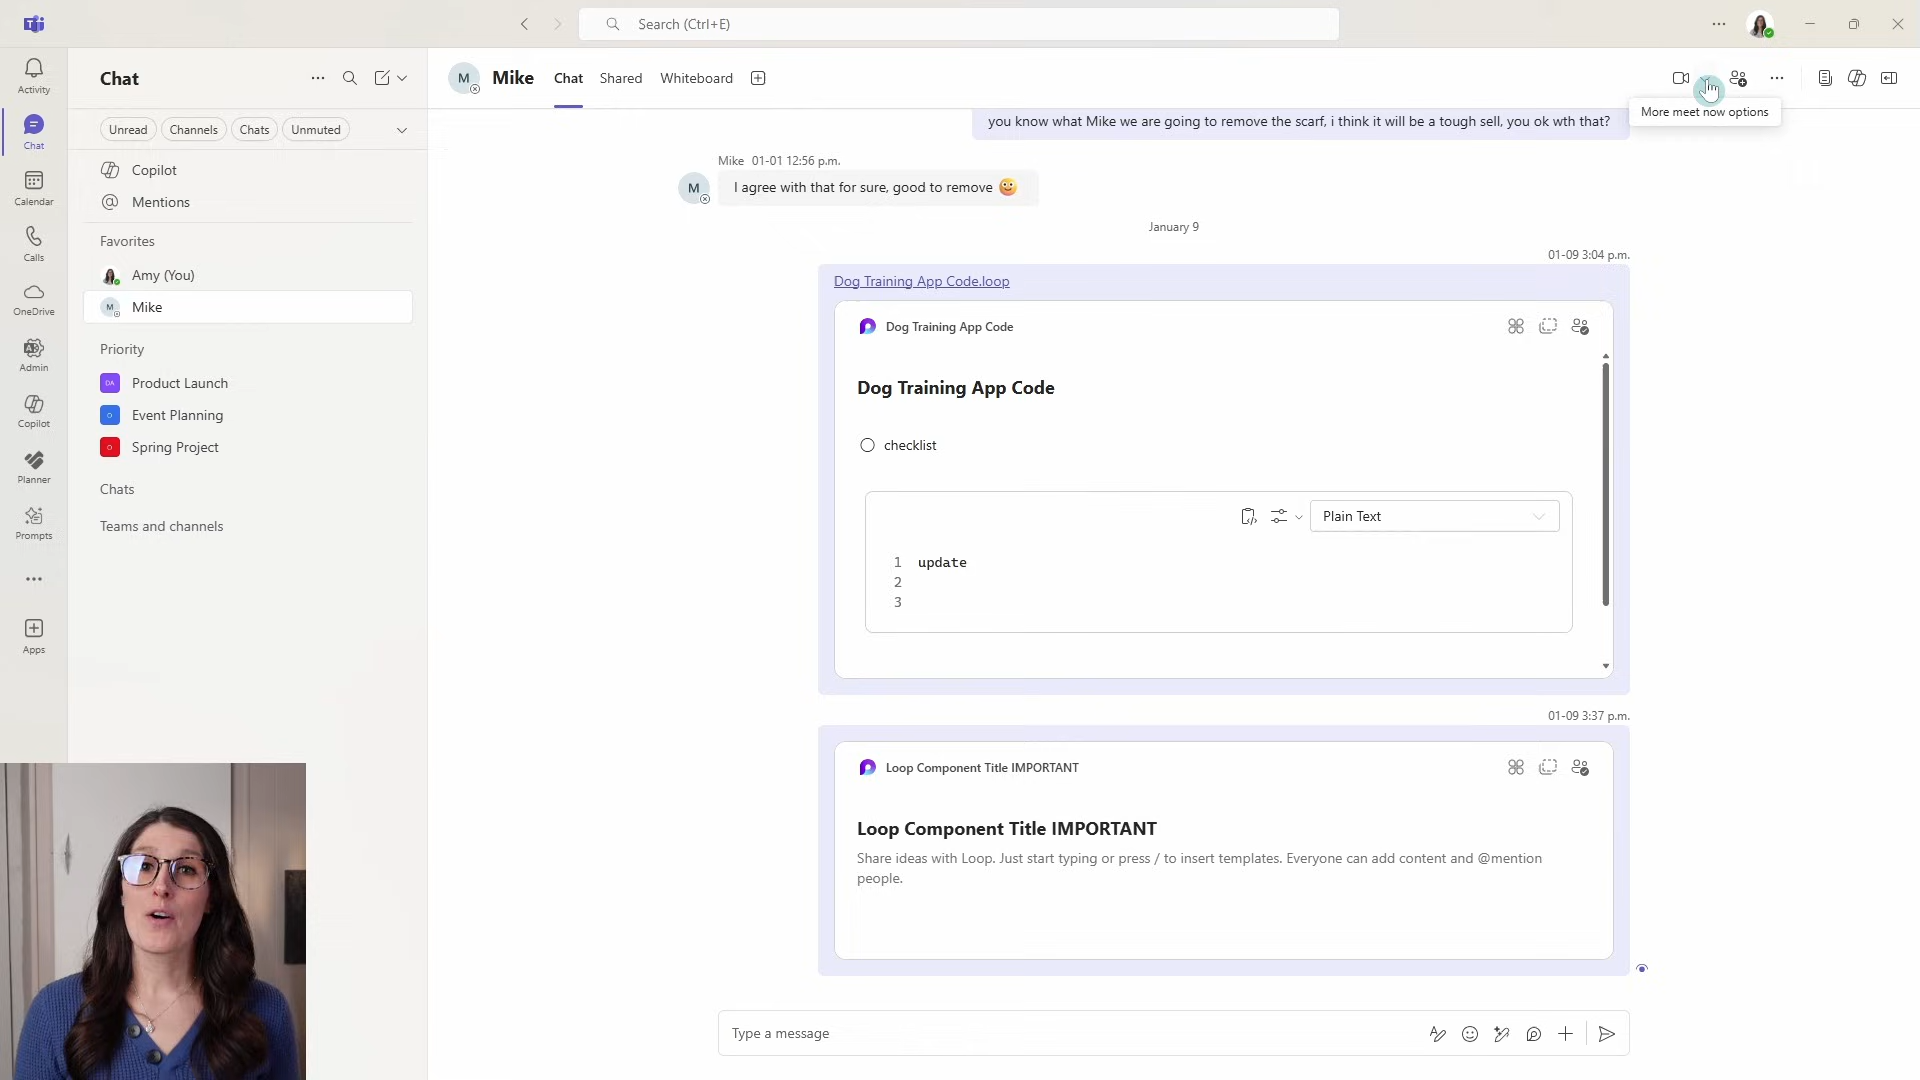 Search (Ctrl+E)
Activity
Chat
Calendar
Calls
OneDrive
Admin
Copilot
Planner
Prompts
Apps
Chat
Unread
Channels
Chats
Unmuted
Copilot
Mentions
Favorites
Amy (You)
M
Mike
Priority
DA
Product Launch
Event Planning
Spring Project
Chats
Teams and channels
M
Mike
Chat
Shared
Whiteboard
More meet now options
you know what Mike we are going to remove the scarf, i think it will be a tough sell, you ok wth that?
Mike 01-01 12:56 p.m.
M
I agree with that for sure, good to remove
January 9
01-09 3:04 p.m.
Dog Training App Code.loop
Dog Training App Code
Dog Training App Code
checklist
Plain Text
1 update
2
3
01-09 3:37 p.m.
Loop Component Title IMPORTANT
Loop Component Title IMPORTANT
Share ideas with Loop. Just start typing or press / to insert templates. Everyone can add content and @mention
people.
Type a message